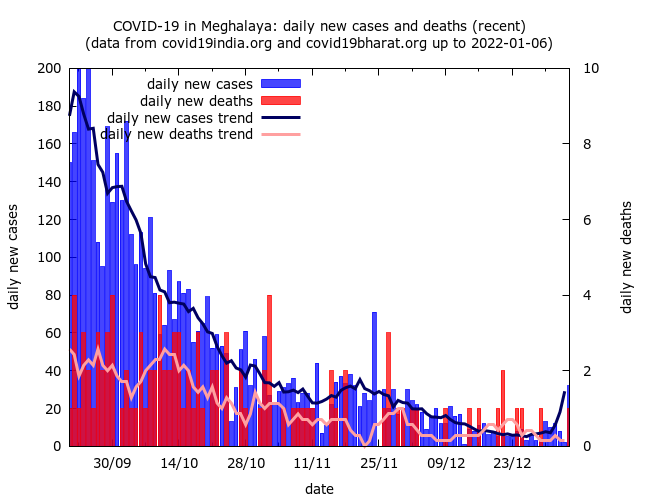 COVID-19 in Meghalaya: daily new cases and deaths (recent)
(data from covid19india.org and covid19bharat.org up to 2022-01-06)
daily new cases
daily new deaths
daily new cases trend
daily new deaths trend
200
180
160
140
120
100
80
60
40
20
0
10
8
6
4
2
0
daily new cases
daily new deaths
30/09 14/10 28/10 11/11 25/11 09/12 23/12
date